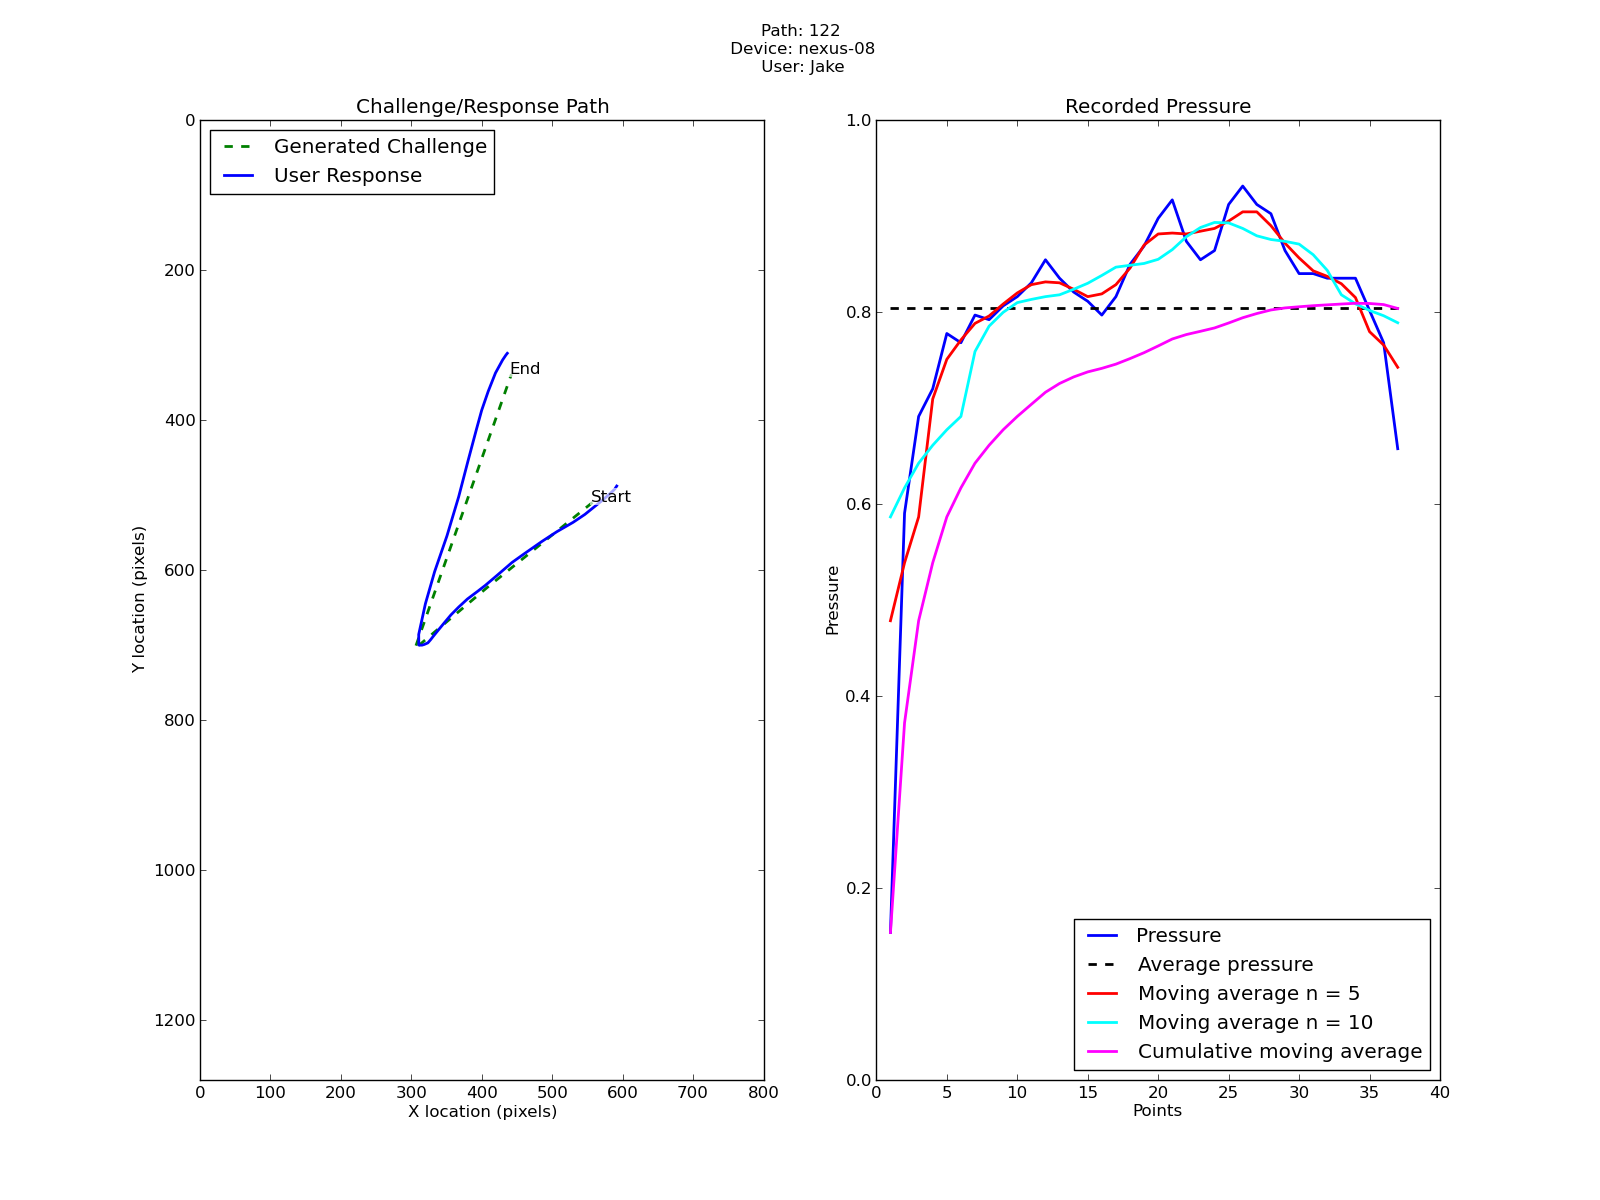 Path: 122
Device: nexus-08
User: Jake
Challenge/Response Path
0
200
400
600
800
1000
1200
Y location (pixels)
Generated Challenge
User Response
End
Start
0 100 200 300 400 500 600 700 800
X location (pixels)
Recorded Pressure
1.0
0.8
0.6
0.4
0.2
0.0
Pressure
Pressure
Average pressure
Moving average n = 5
Moving average n = 10
Cumulative moving average
0 5 10 15 20 25 30 35 40
Points